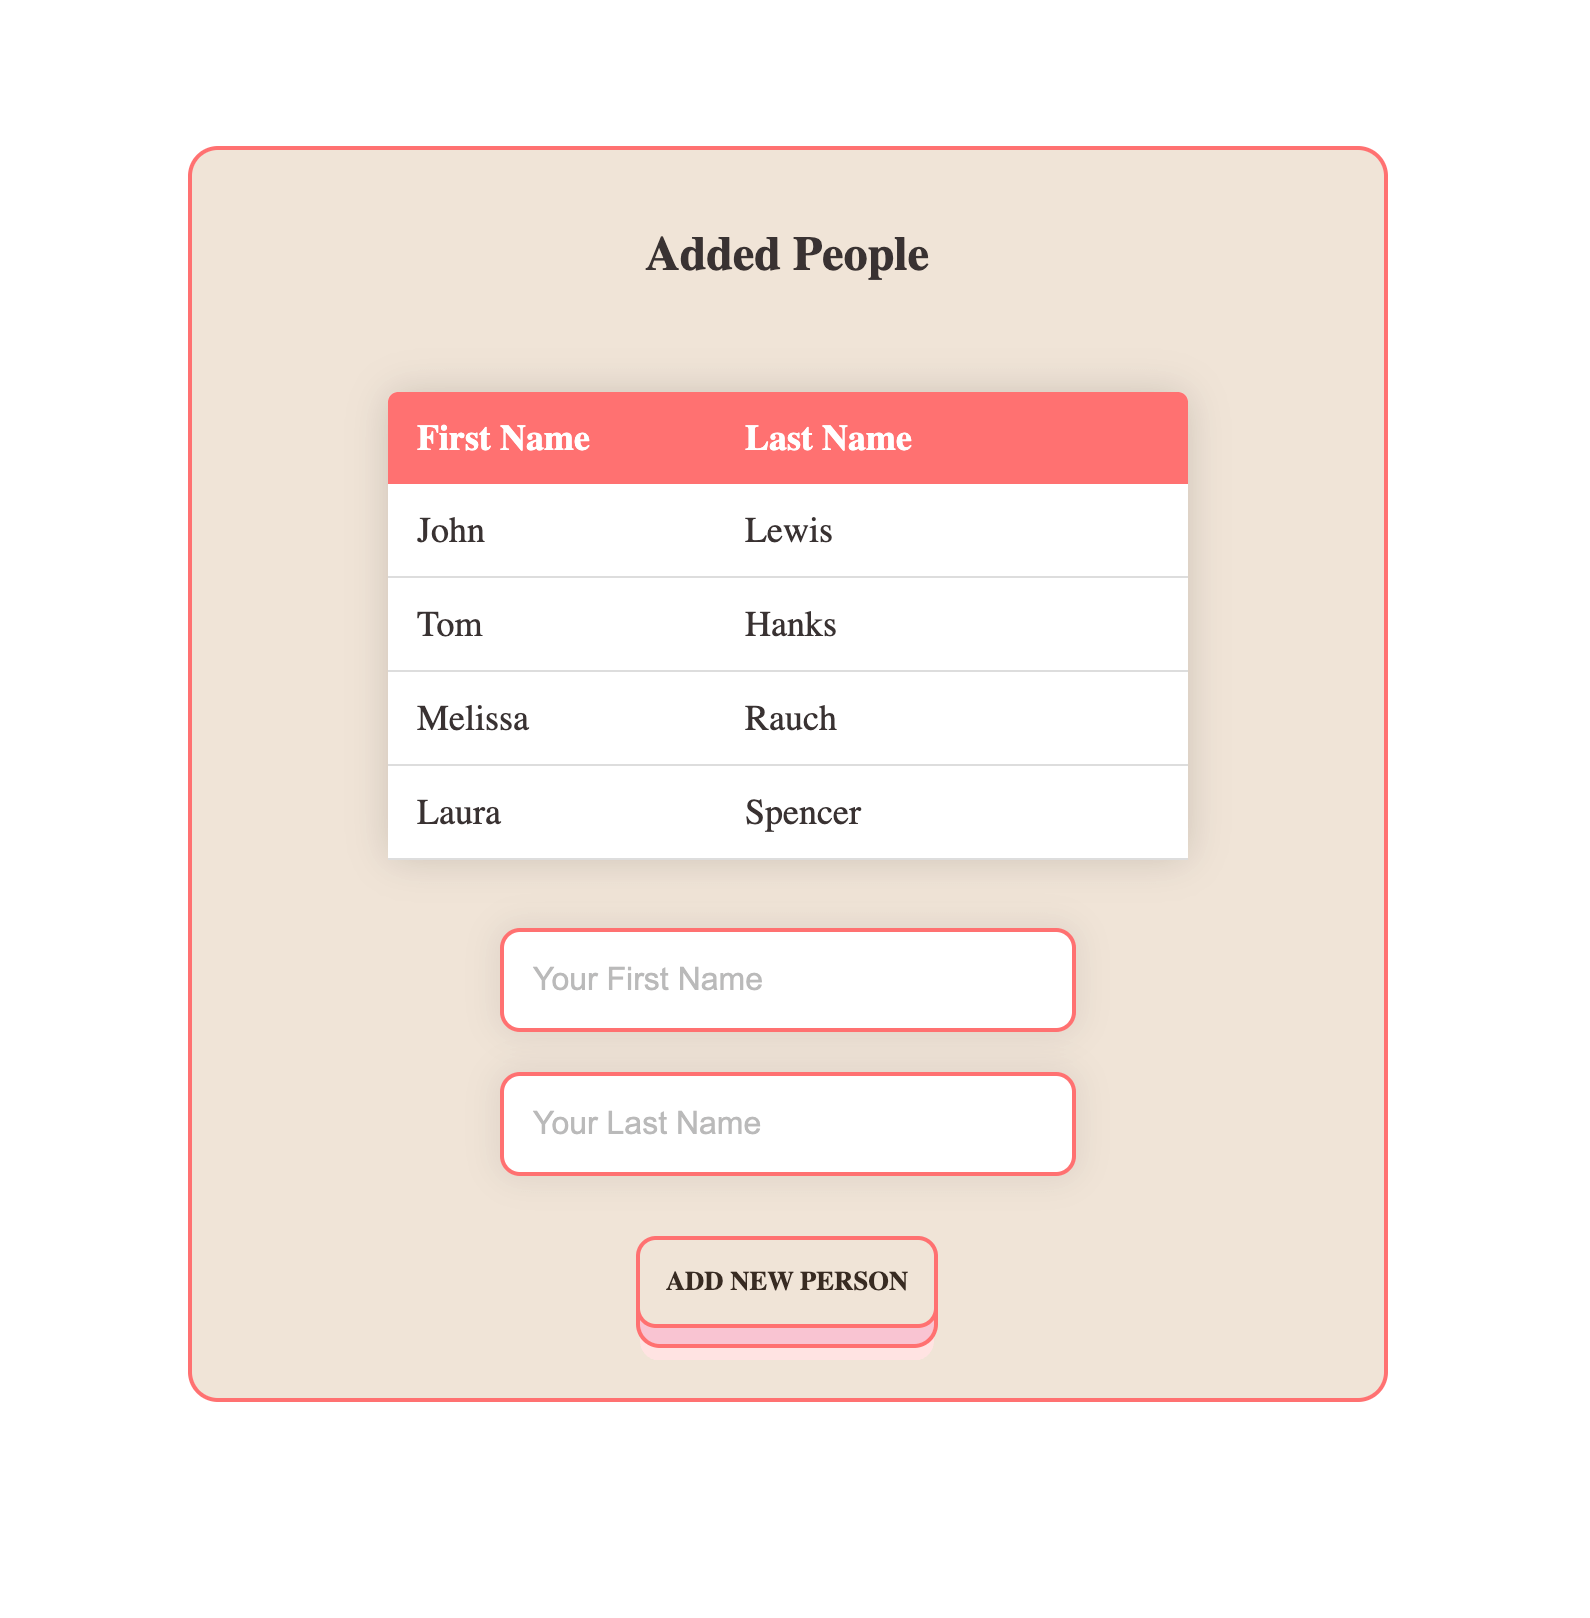 Added People
First Name Last Name
John Lewis
Tom Hanks
Melissa Rauch
Laura Spencer
Your First Name
Your Last Name
ADD NEW PERSON